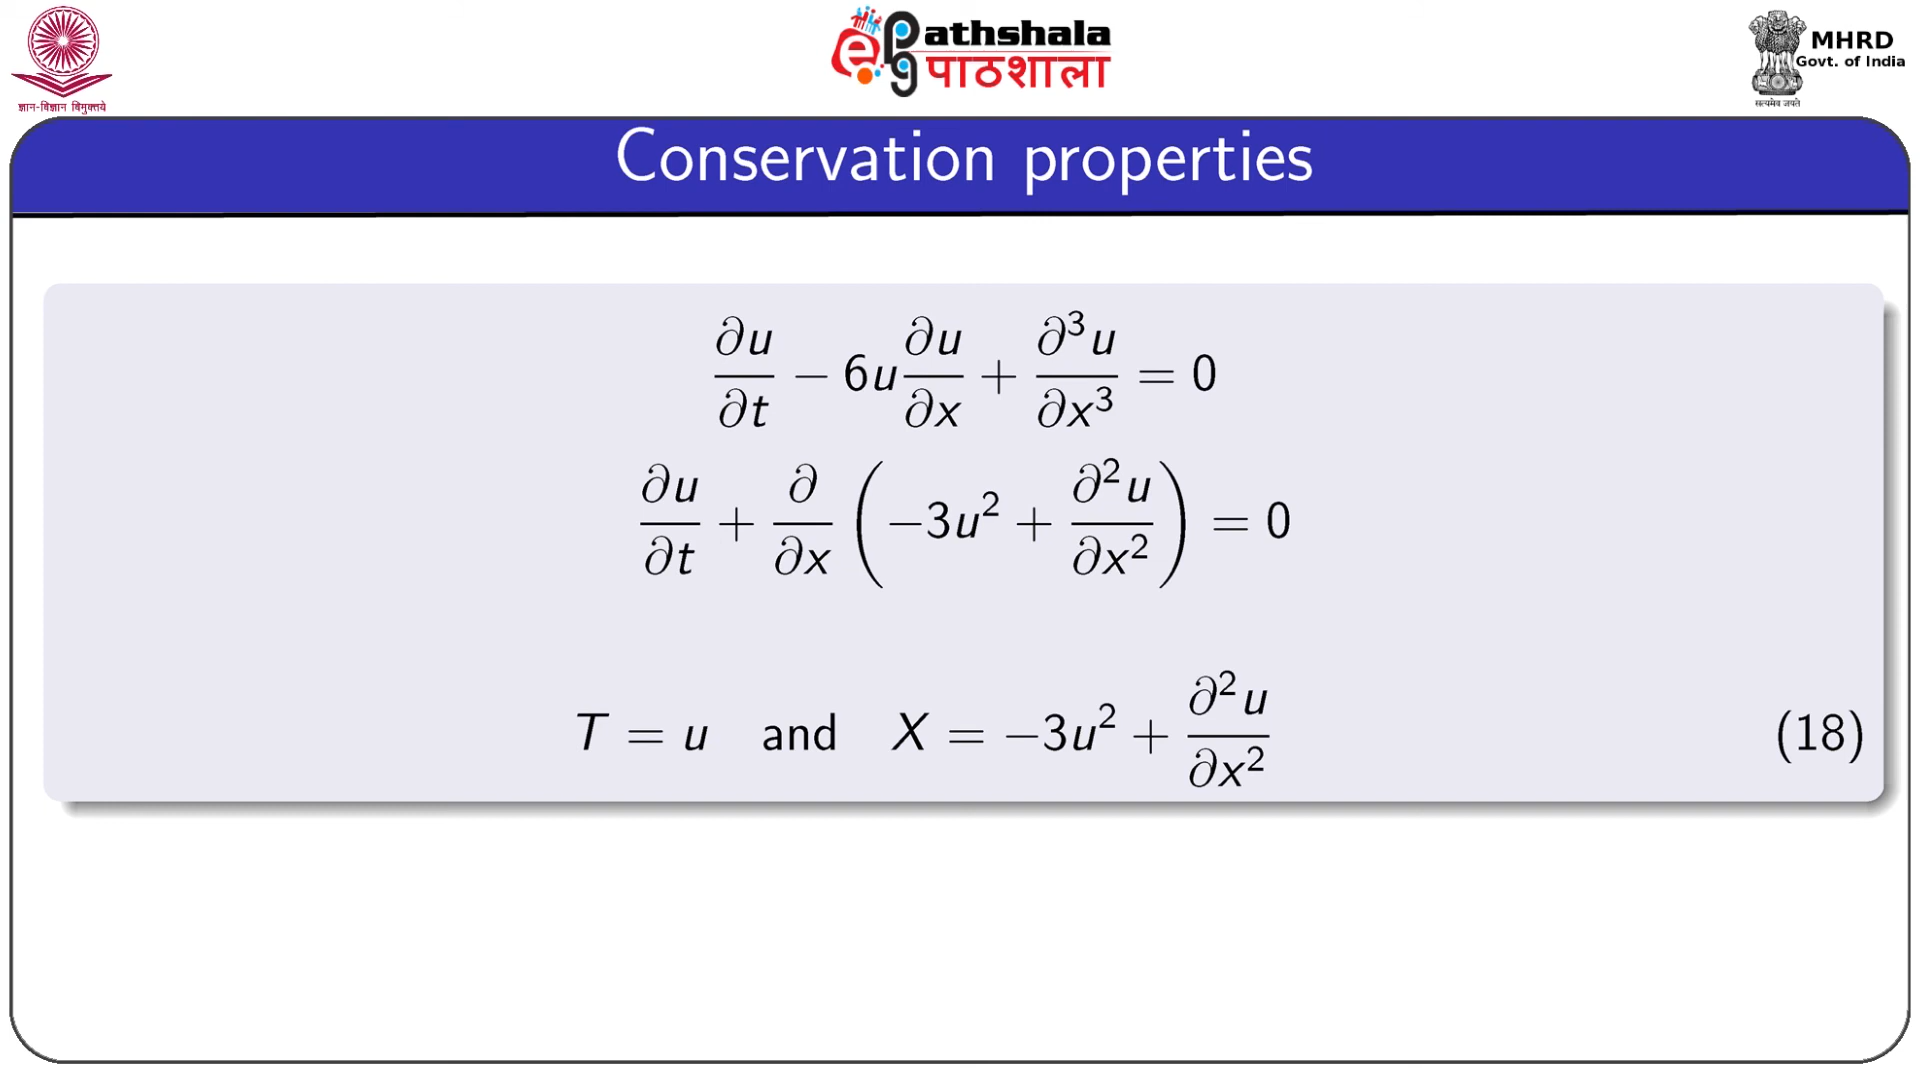 ज्ञान-विज्ञान विमुक्तये
ePG Pathshala
पाठशाला
MHRD
Govt. of India
सत्यमेव जयते
Conservation properties
∂u/∂t − 6u ∂u/∂x + ∂³u/∂x³ = 0
∂u/∂t + ∂/∂x (−3u² + ∂²u/∂x²) = 0
T = u and X = −3u² + ∂²u/∂x² (18)